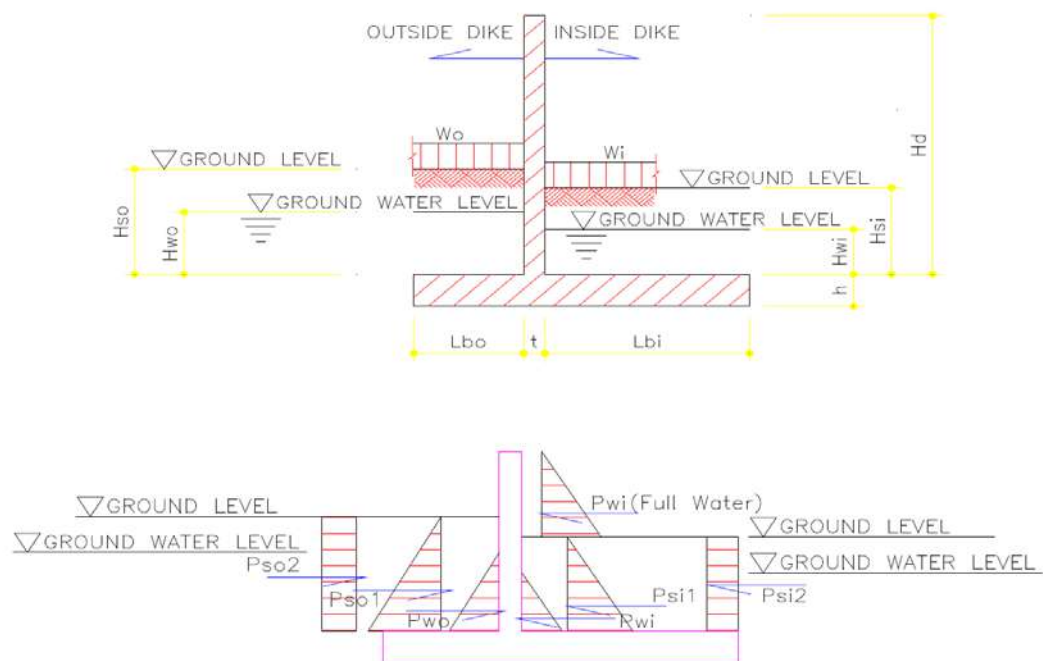 OUTSIDE DIKE INSIDE DIKE
Wo
Wi
GROUND LEVEL
GROUND LEVEL
GROUND WATER LEVEL
GROUND WATER LEVEL
Hso
Hwo
Hwi
Hsi
Hd
h
Lbo t Lbi
Pwi(Full Water)
GROUND LEVEL
GROUND LEVEL
GROUND WATER LEVEL
GROUND WATER LEVEL
Pso2
Pso1
Pwo
Pwi
Psi1
Psi2